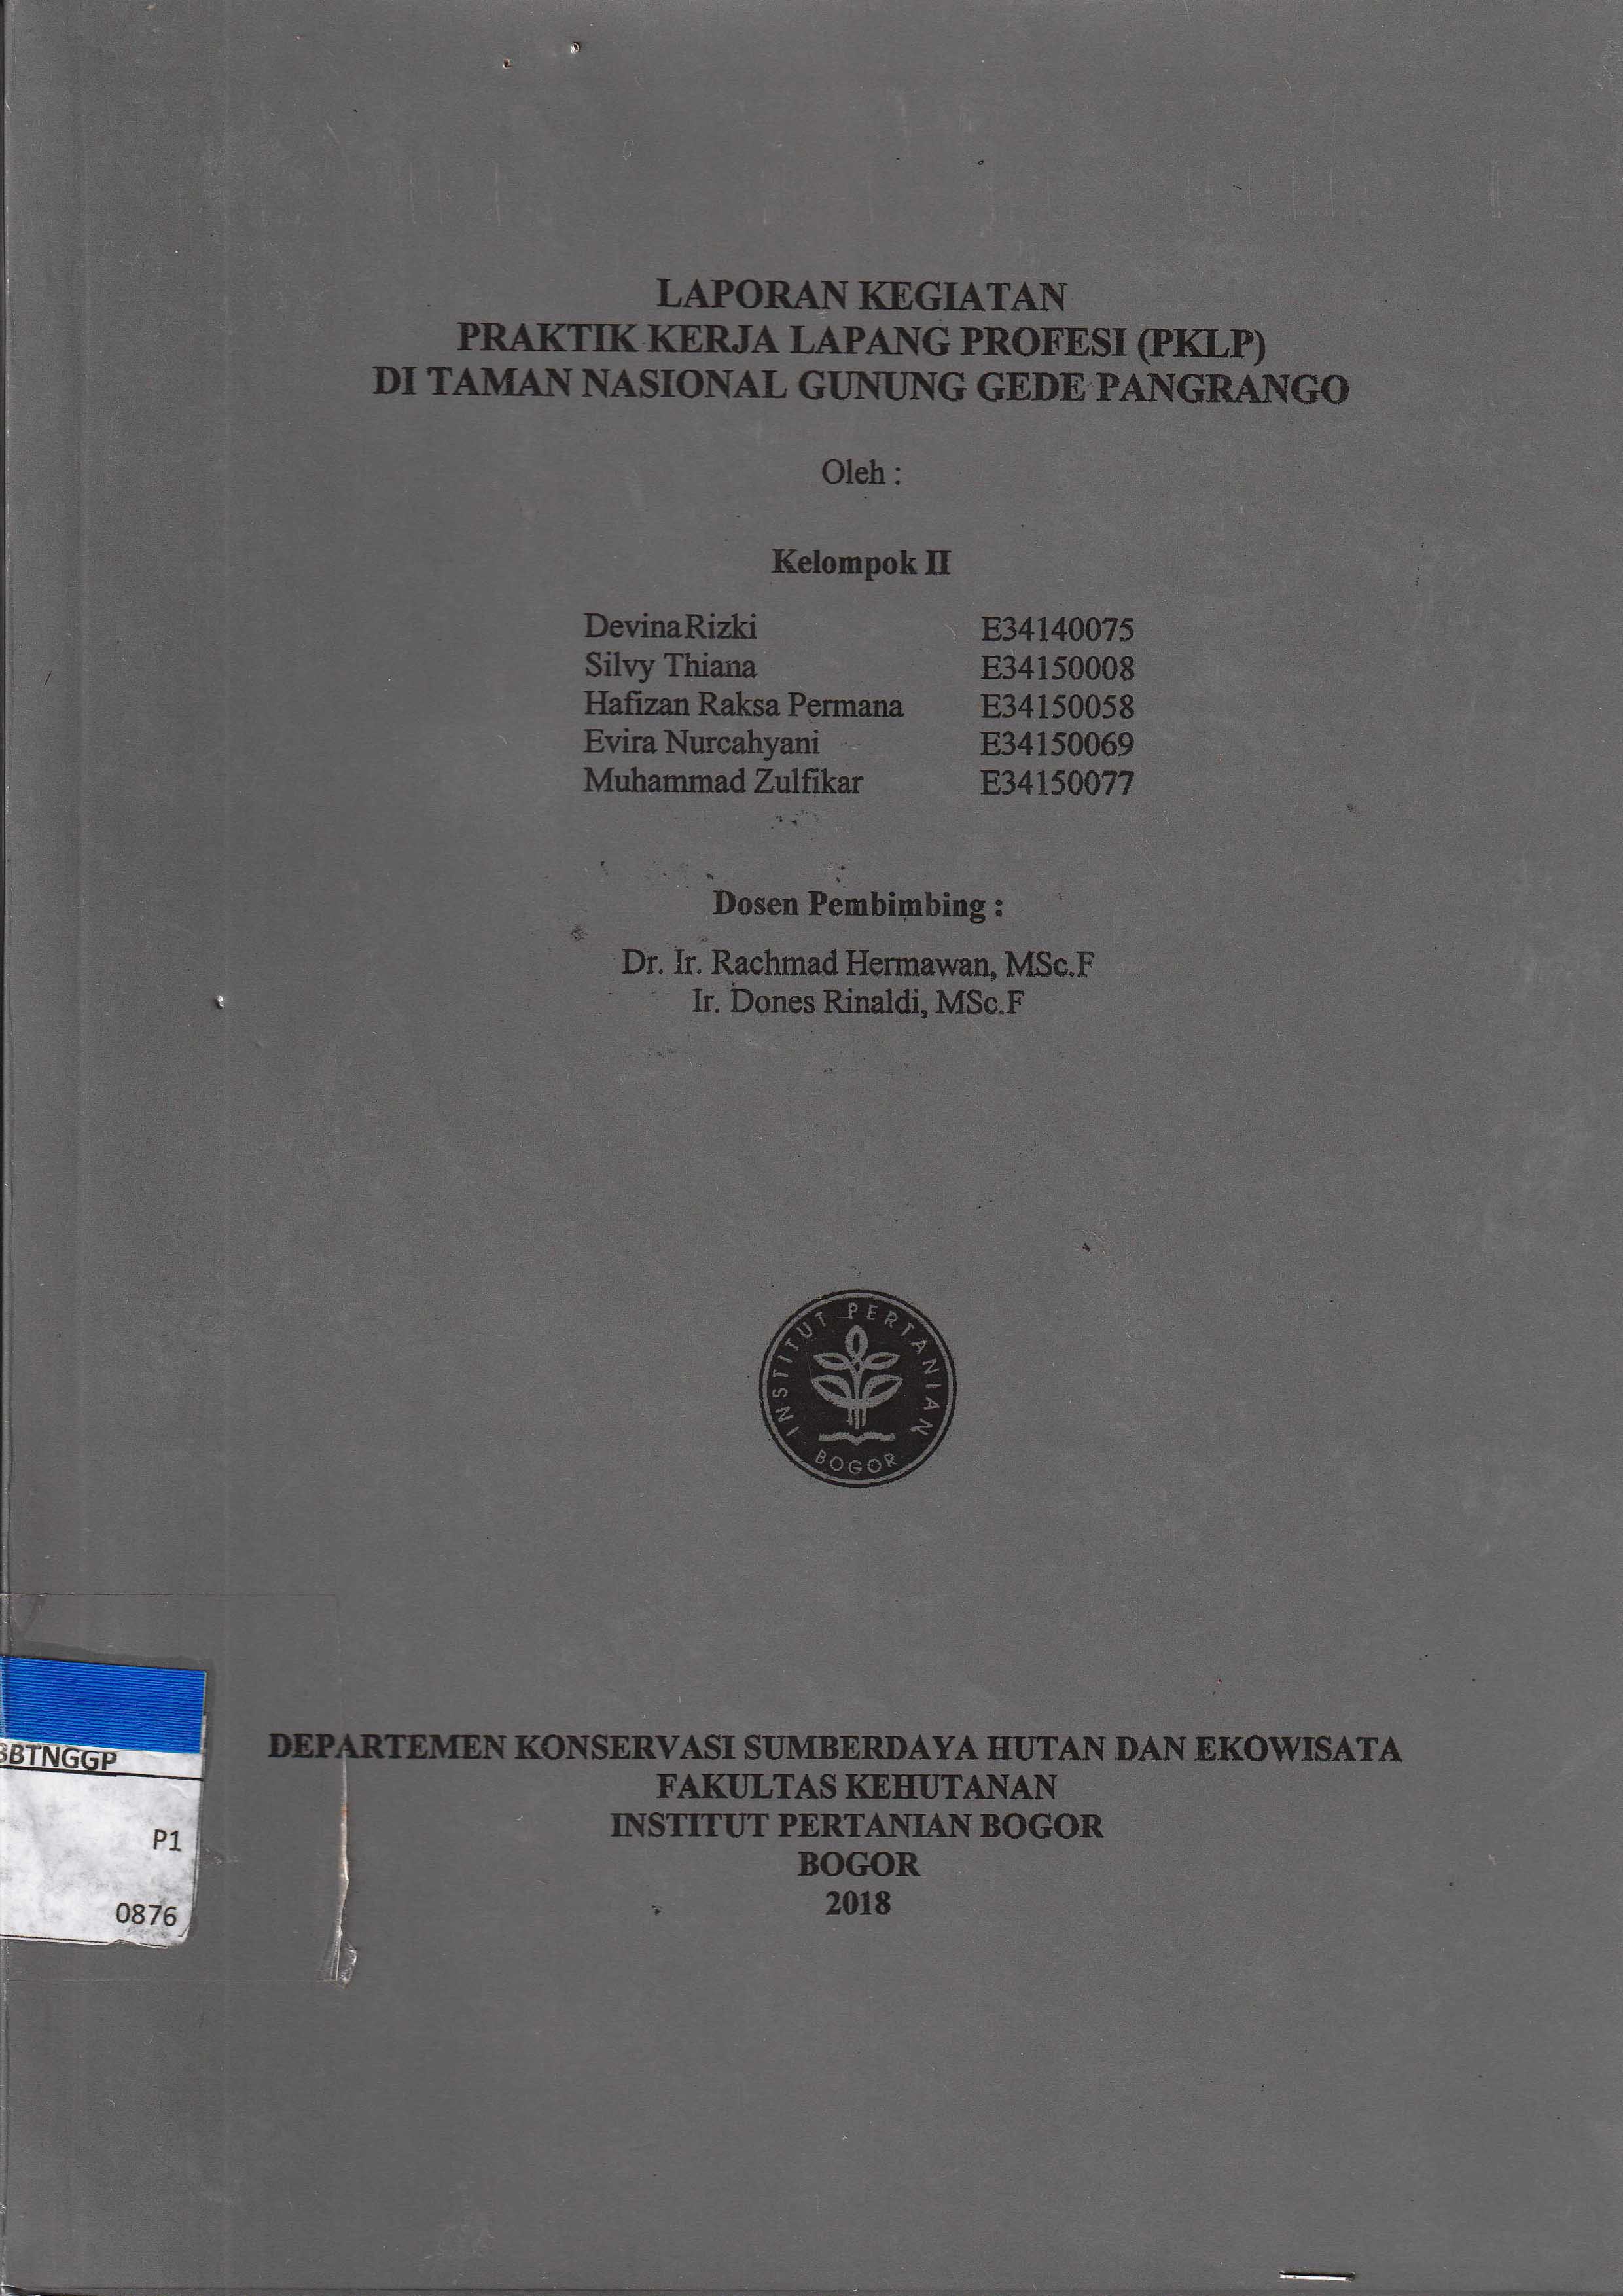 LAPORAN KEGIATAN
PRAKTIK KERJA LAPANG PROFESI (PKLP)
DI TAMAN NASIONAL GUNUNG GEDE PANGRANGO
Oleh :
Kelompok II
Devina Rizki E34140075
Silvy Thiana E34150008
Hafizan Raksa Permana E34150058
Evira Nurcahyani E34150069
Muhammad Zulfikar E34150077
Dosen Pembimbing :
Dr. Ir. Rachmad Hermawan, MSc.F
Ir. Dones Rinaldi, MSc.F
INSTITUT PERTANIAN
BOGOR
DEPARTEMEN KONSERVASI SUMBERDAYA HUTAN DAN EKOWISATA
FAKULTAS KEHUTANAN
INSTITUT PERTANIAN BOGOR
BOGOR
2018
BBTNGGP
P1
0876